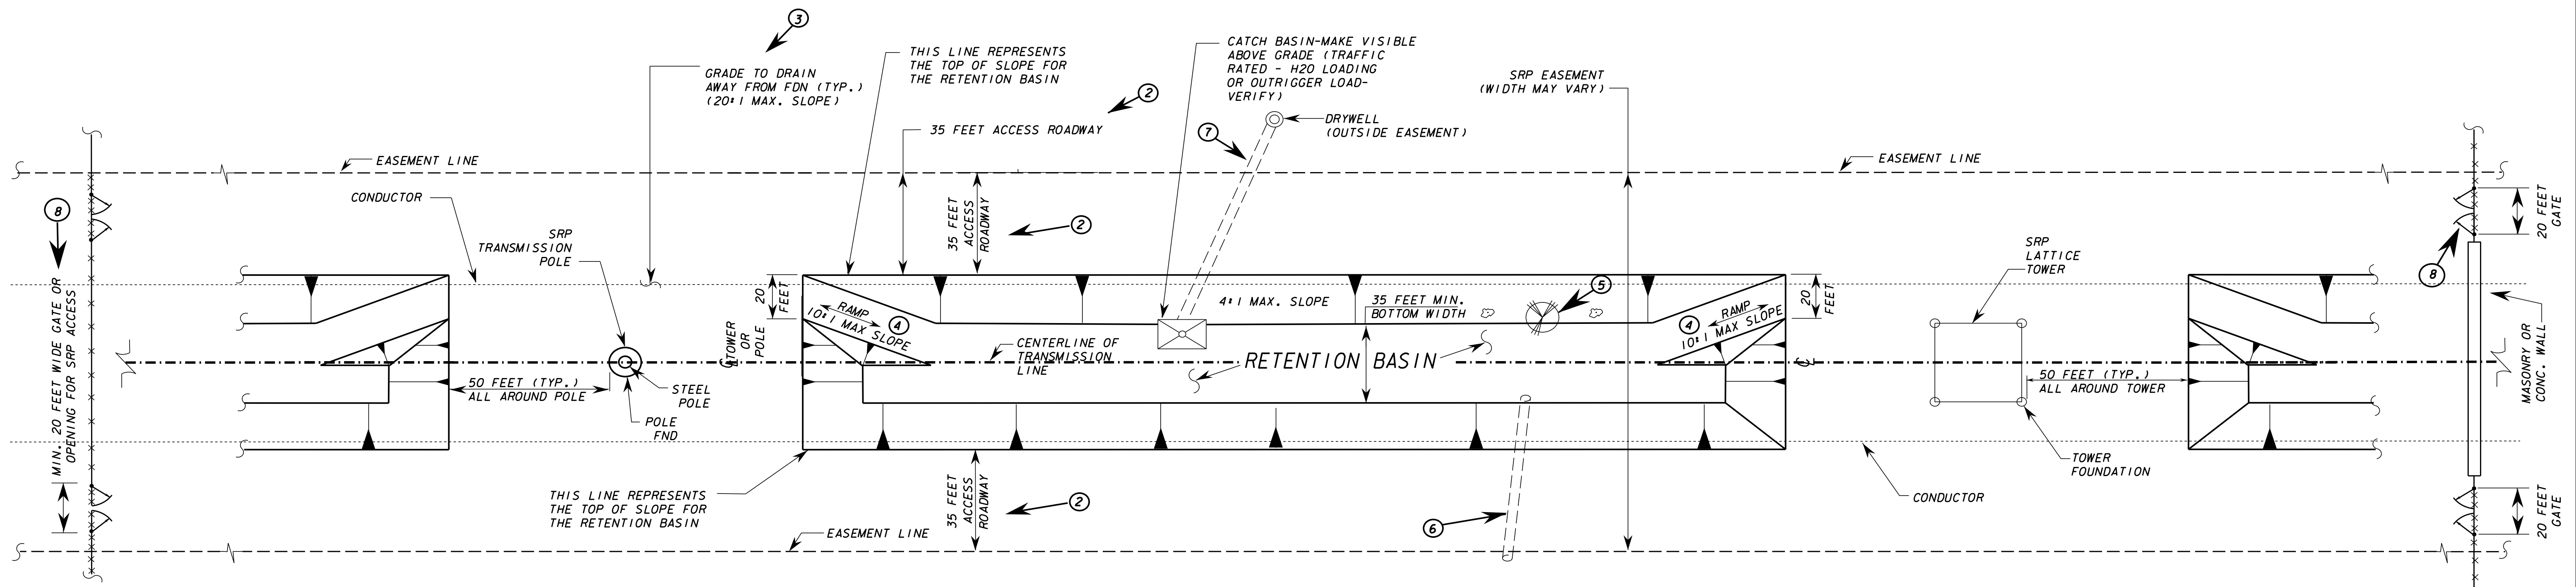 3
GRADE TO DRAIN
AWAY FROM FDN (TYP.)
(20:1 MAX. SLOPE)
THIS LINE REPRESENTS
THE TOP OF SLOPE FOR
THE RETENTION BASIN
2
35 FEET ACCESS ROADWAY
CATCH BASIN-MAKE VISIBLE
ABOVE GRADE (TRAFFIC
RATED - H20 LOADING
OR OUTRIGGER LOAD-
VERIFY)
DRYWELL
(OUTSIDE EASEMENT)
7
SRP EASEMENT
(WIDTH MAY VARY)
EASEMENT LINE
EASEMENT LINE
CONDUCTOR
8
MIN. 20 FEET WIDE GATE OR
OPENING FOR SRP ACCESS
SRP
TRANSMISSION
POLE
35 FEET
ACCESS
ROADWAY
2
20
FEET
RAMP
10:1 MAX SLOPE
4
℄TOWER
OR
POLE
CENTERLINE OF
TRANSMISSION
LINE
4:1 MAX. SLOPE
35 FEET MIN.
BOTTOM WIDTH
5
RETENTION BASIN
4
RAMP
10:1 MAX SLOPE
20
FEET
℄
SRP
LATTICE
TOWER
20 FEET
GATE
8
MASONRY OR
CONC. WALL
50 FEET (TYP.)
ALL AROUND POLE
STEEL
POLE
POLE
FND
50 FEET (TYP.)
ALL AROUND TOWER
TOWER
FOUNDATION
CONDUCTOR
THIS LINE REPRESENTS
THE TOP OF SLOPE FOR
THE RETENTION BASIN
35 FEET
ACCESS
ROADWAY
2
6
EASEMENT LINE
20 FEET
GATE